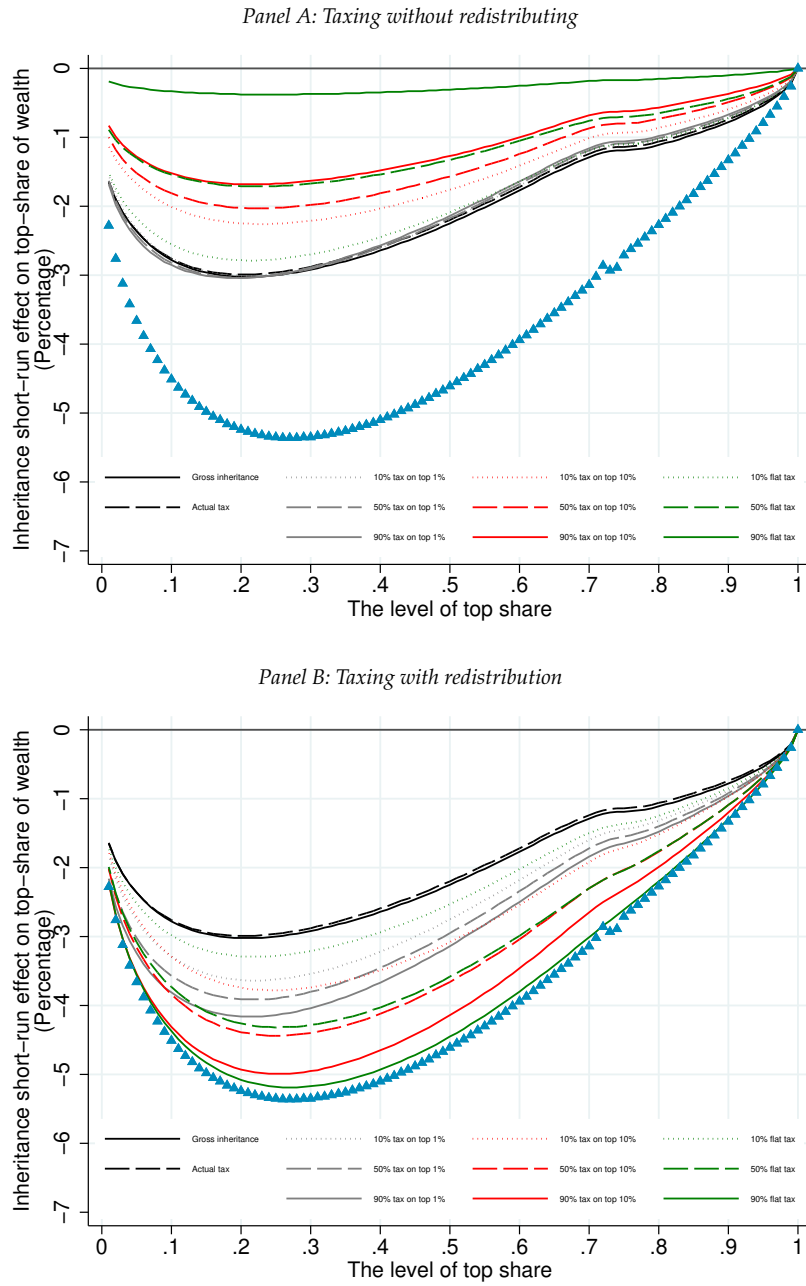 Panel A: Taxing without redistributing
Inheritance short−run effect on top−share of wealth
(Percentage)
0
−1
−2
−3
−4
−5
−6
−7
Gross inheritance
10% tax on top 1%
10% tax on top 10%
10% flat tax
Actual tax
50% tax on top 1%
50% tax on top 10%
50% flat tax
90% tax on top 1%
90% tax on top 10%
90% flat tax
0 .1 .2 .3 .4 .5 .6 .7 .8 .9 1
The level of top share
Panel B: Taxing with redistribution
Inheritance short−run effect on top−share of wealth
(Percentage)
0
−1
−2
−3
−4
−5
−6
−7
Gross inheritance
10% tax on top 1%
10% tax on top 10%
10% flat tax
Actual tax
50% tax on top 1%
50% tax on top 10%
50% flat tax
90% tax on top 1%
90% tax on top 10%
90% flat tax
0 .1 .2 .3 .4 .5 .6 .7 .8 .9 1
The level of top share